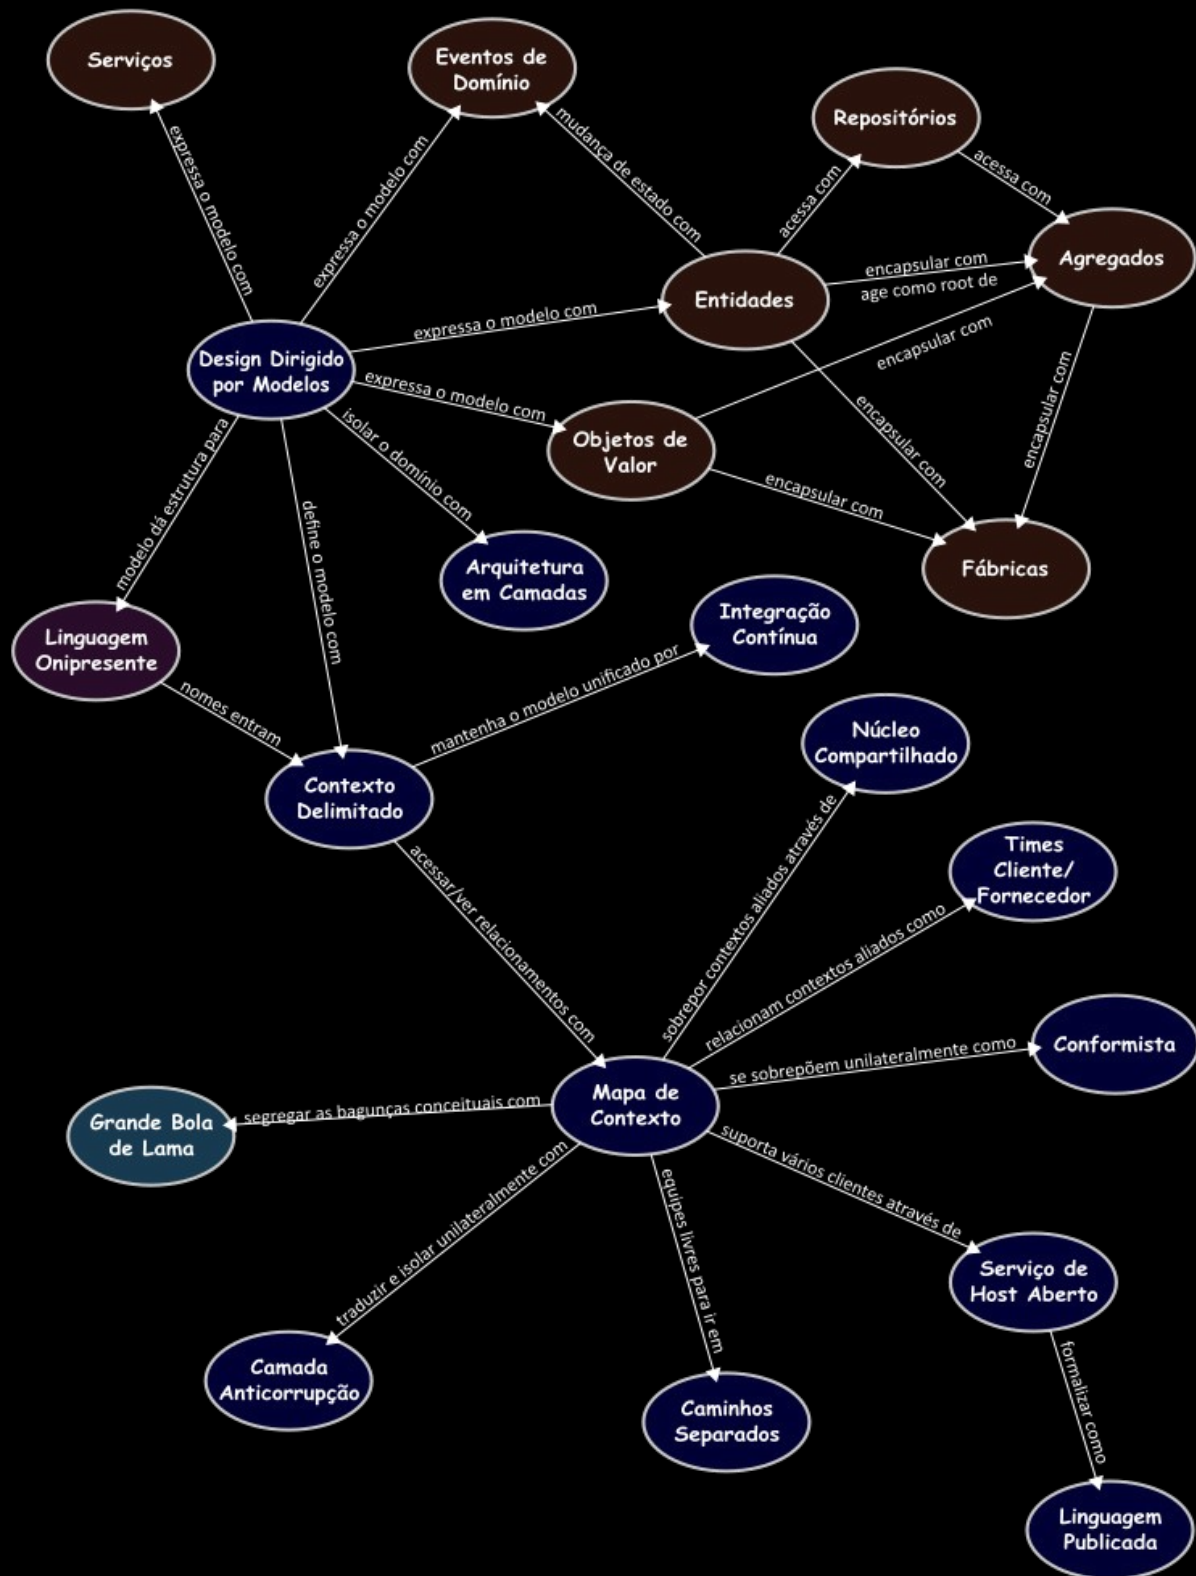 Serviços
Eventos de
Domínio
Repositórios
expressa o modelo com
expressa o modelo com
mudança de estado com
acessa com
acessa com
Agregados
Entidades
encapsular com
age como root de
encapsular com
expressa o modelo com
Design Dirigido
por Modelos
expressa o modelo com
Objetos de
Valor
encapsular com
encapsular com
encapsular com
Fábricas
isolar o domínio com
Arquitetura
em Camadas
modelo dá estrutura para
define o modelo com
Linguagem
Onipresente
nomes entram
Integração
Contínua
mantenha o modelo unificado por
Contexto
Delimitado
Núcleo
Compartilhado
acessar/ver relacionamentos com
sobrepor contextos aliados através de
Times
Cliente/
Fornecedor
relacionam contextos aliados como
Conformista
se sobrepõem unilateralmente como
Mapa de
Contexto
segregar as bagunças conceituais com
Grande Bola
de Lama
traduzir e isolar unilateralmente com
equipes livres para ir em
suporta vários clientes através de
Serviço de
Host Aberto
Camada
Anticorrupção
Caminhos
Separados
formalizar como
Linguagem
Publicada